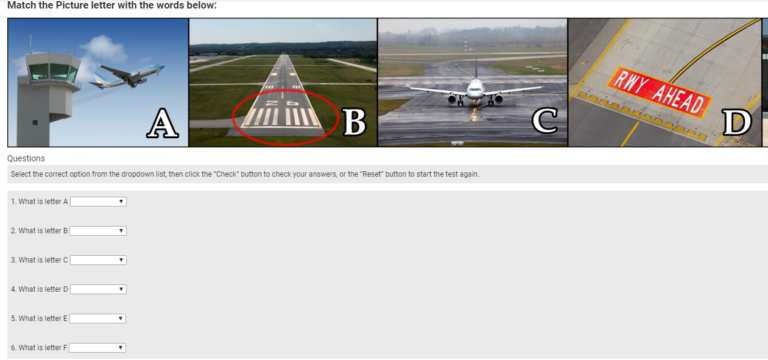 Match the Picture letter with the words below:
A
25
B
C
RWY AHEAD
D
Questions
Select the correct option from the dropdown list, then click the "Check" button to check your answers, or the "Reset" button to start the test again.
1. What is letter A
2. What is letter B
3. What is letter C
4. What is letter D
5. What is letter E
6. What is letter F